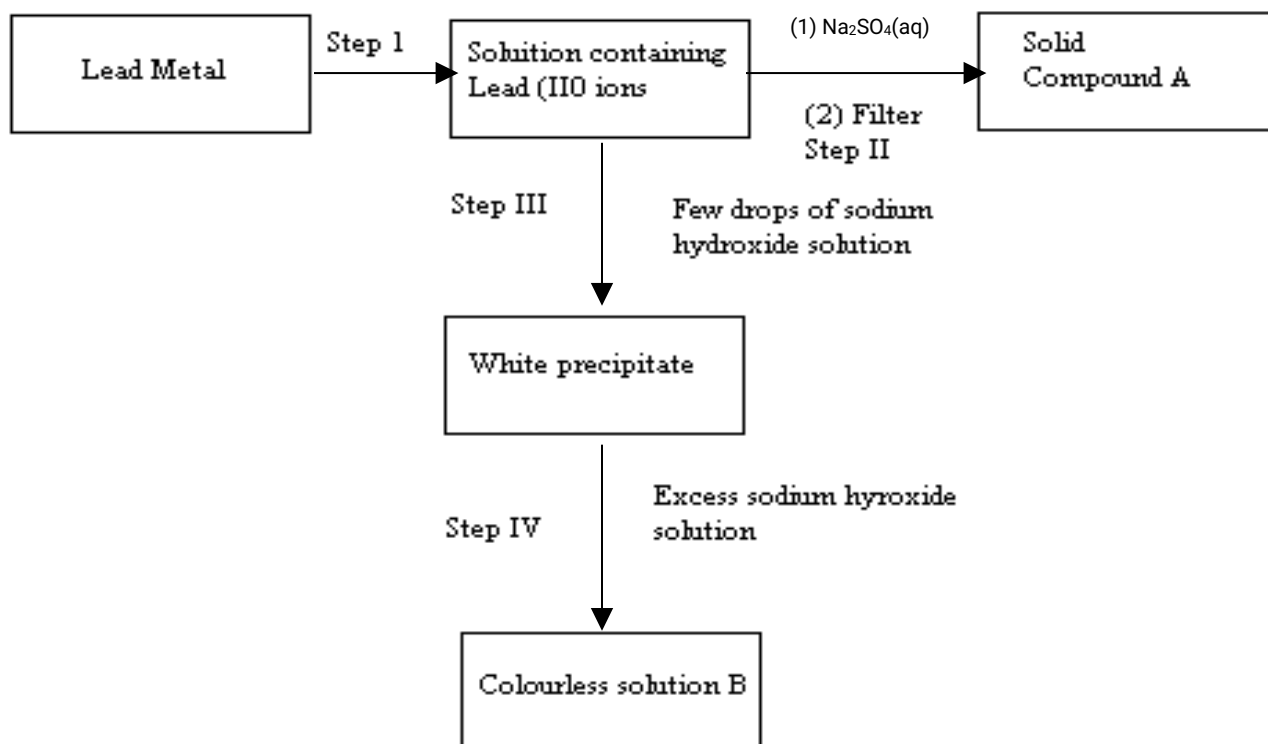 Lead Metal
Step 1
Soluition containing
Lead (II0 ions
(1) Na₂SO₄(aq)
(2) Filter
Step II
Solid
Compound A
Step III
Few drops of sodium
hydroxide solution
White precipitate
Step IV
Excess sodium hyroxide
solution
Colourless solution B